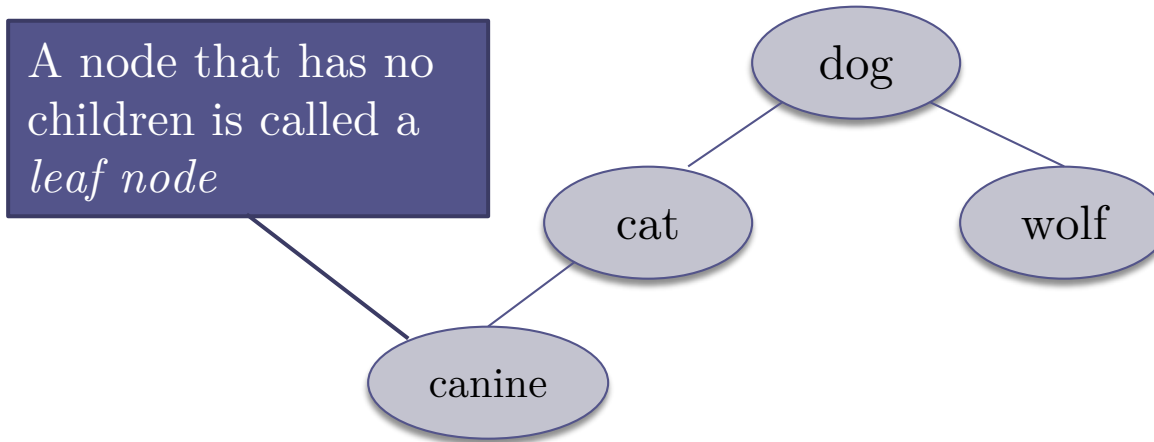 A node that has no
children is called a
leaf node
dog
cat
wolf
canine